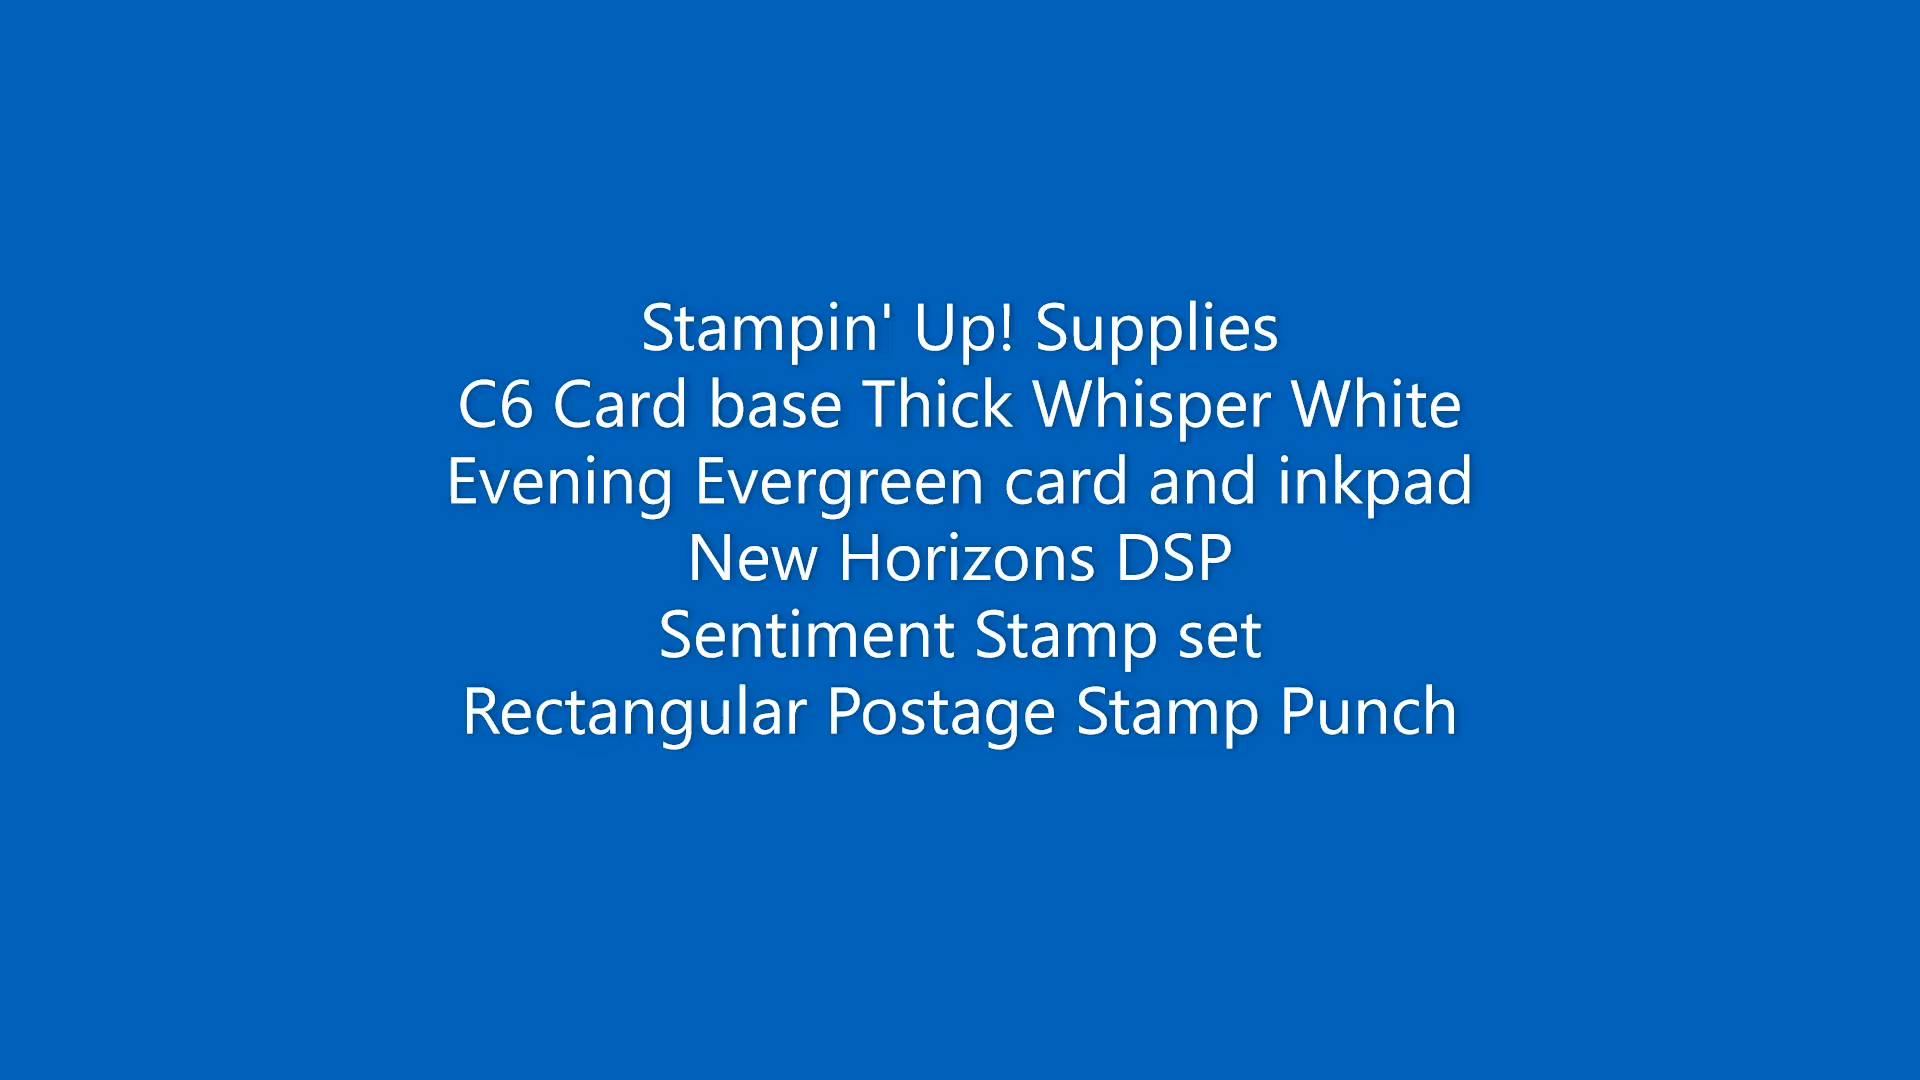 Stampin' Up! Supplies
C6 Card base Thick Whisper White
Evening Evergreen card and inkpad
New Horizons DSP
Sentiment Stamp set
Rectangular Postage Stamp Punch